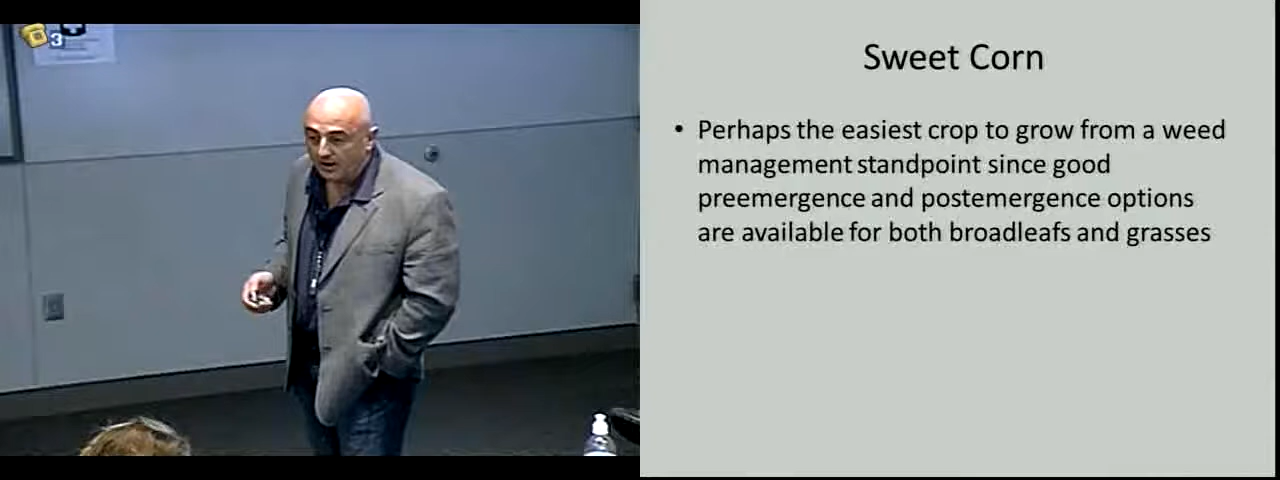 3
Sweet Corn
• Perhaps the easiest crop to grow from a weed
management standpoint since good
preemergence and postemergence options
are available for both broadleafs and grasses